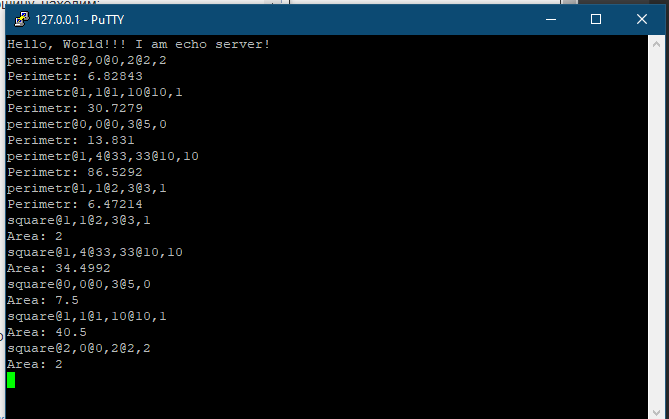 127.0.0.1 - PuTTY
Hello, World!!! I am echo server!
perimetr@2,0@0,2@2,2
Perimetr: 6.82843
perimetr@1,1@1,10@10,1
Perimetr: 30.7279
perimetr@0,0@0,3@5,0
Perimetr: 13.831
perimetr@1,4@33,33@10,10
Perimetr: 86.5292
perimetr@1,1@2,3@3,1
Perimetr: 6.47214
square@1,1@2,3@3,1
Area: 2
square@1,4@33,33@10,10
Area: 34.4992
square@0,0@0,3@5,0
Area: 7.5
square@1,1@1,10@10,1
Area: 40.5
square@2,0@0,2@2,2
Area: 2